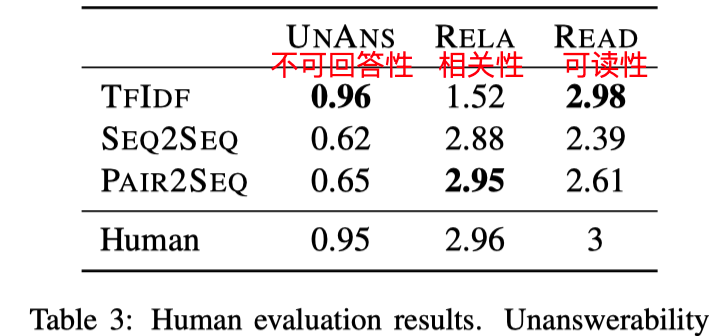 UNANS RELA READ
不可回答性 相关性 可读性
TFIDF 0.96 1.52 2.98
SEQ2SEQ 0.62 2.88 2.39
PAIR2SEQ 0.65 2.95 2.61
Human 0.95 2.96 3
Table 3: Human evaluation results. Unanswerability